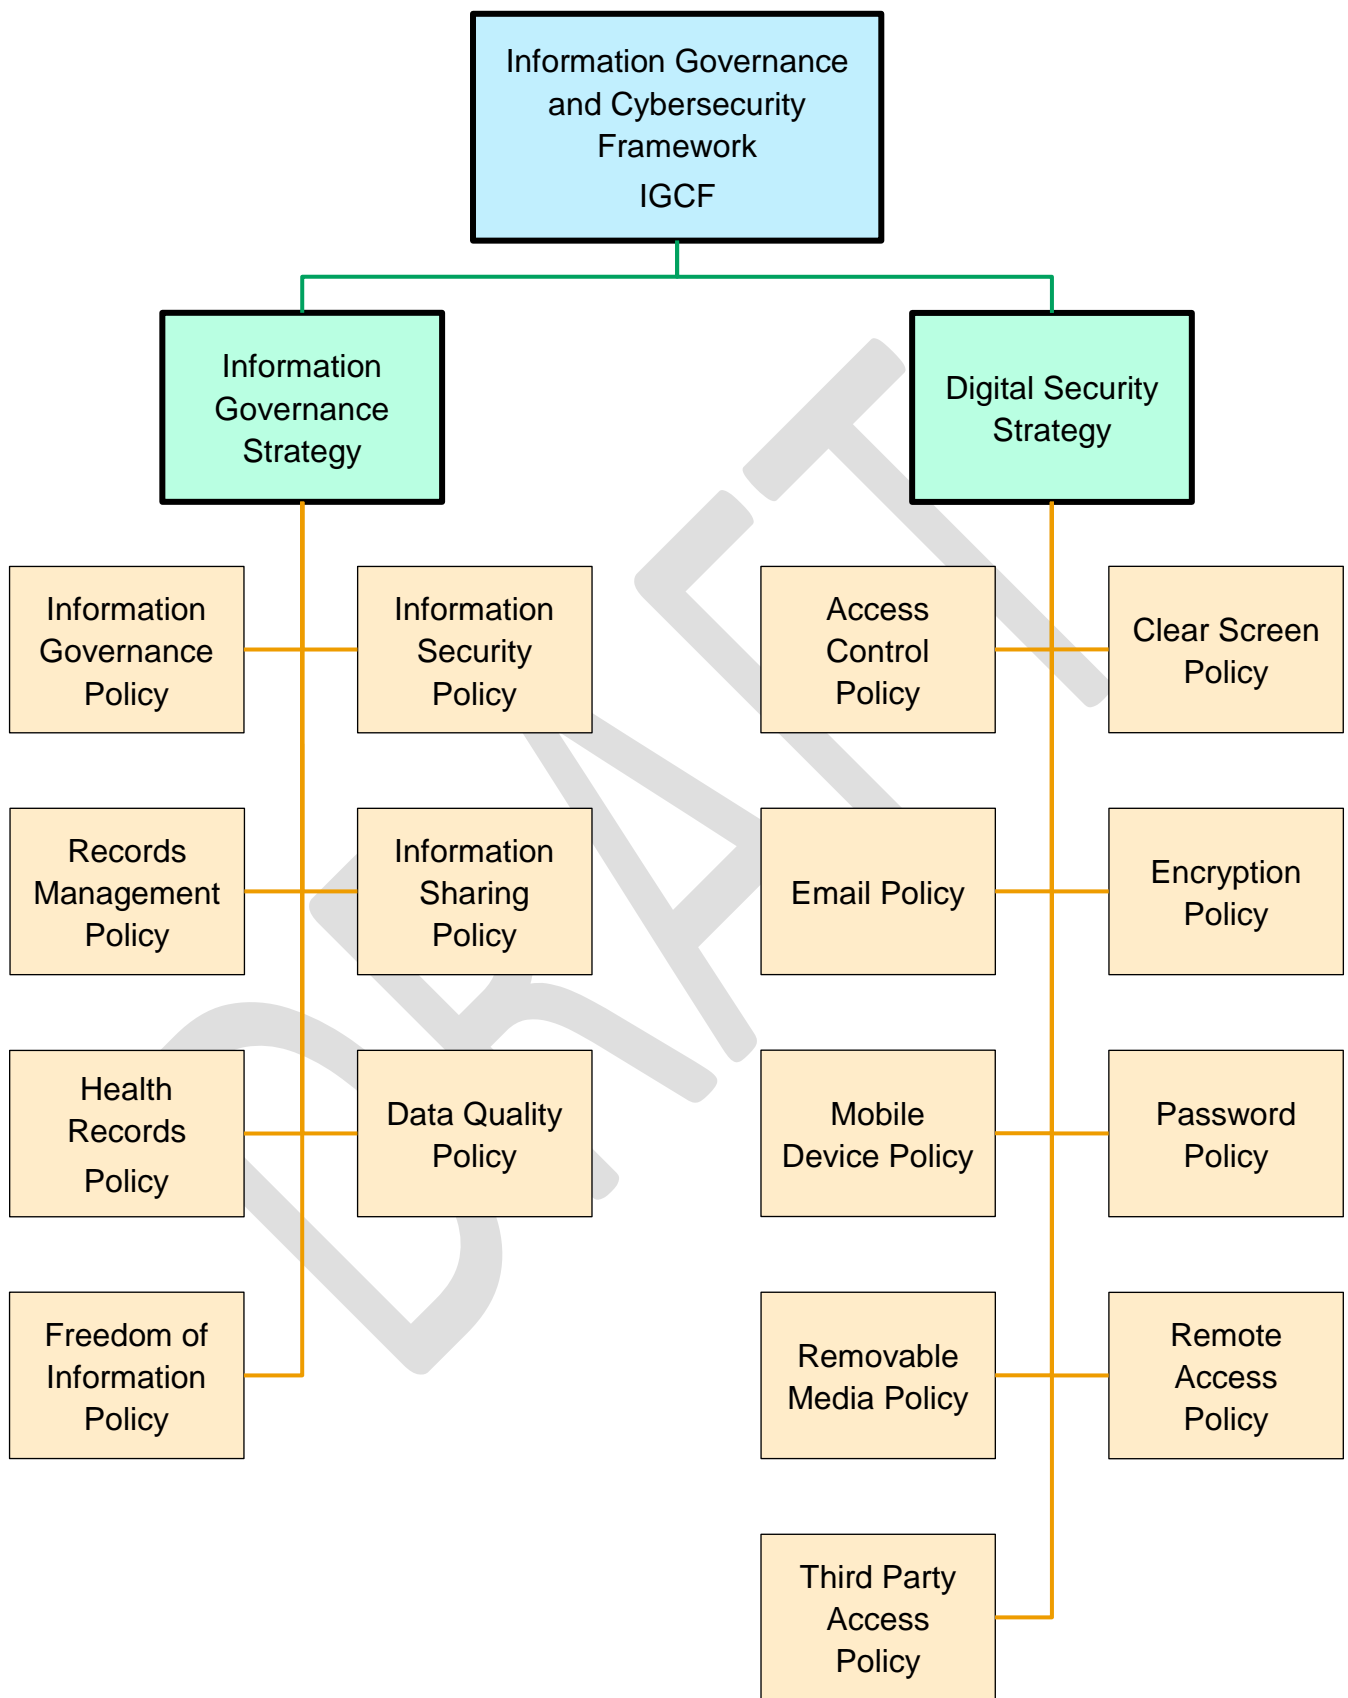 Information Governance
and Cybersecurity
Framework
IGCF
Information
Governance
Strategy
Digital Security
Strategy
Information
Governance
Policy
Information
Security
Policy
Access
Control
Policy
Clear Screen
Policy
Records
Management
Policy
Information
Sharing
Policy
Email Policy
Encryption
Policy
Health
Records
Policy
Data Quality
Policy
Mobile
Device Policy
Password
Policy
Freedom of
Information
Policy
Removable
Media Policy
Remote
Access
Policy
Third Party
Access
Policy
DRAFT